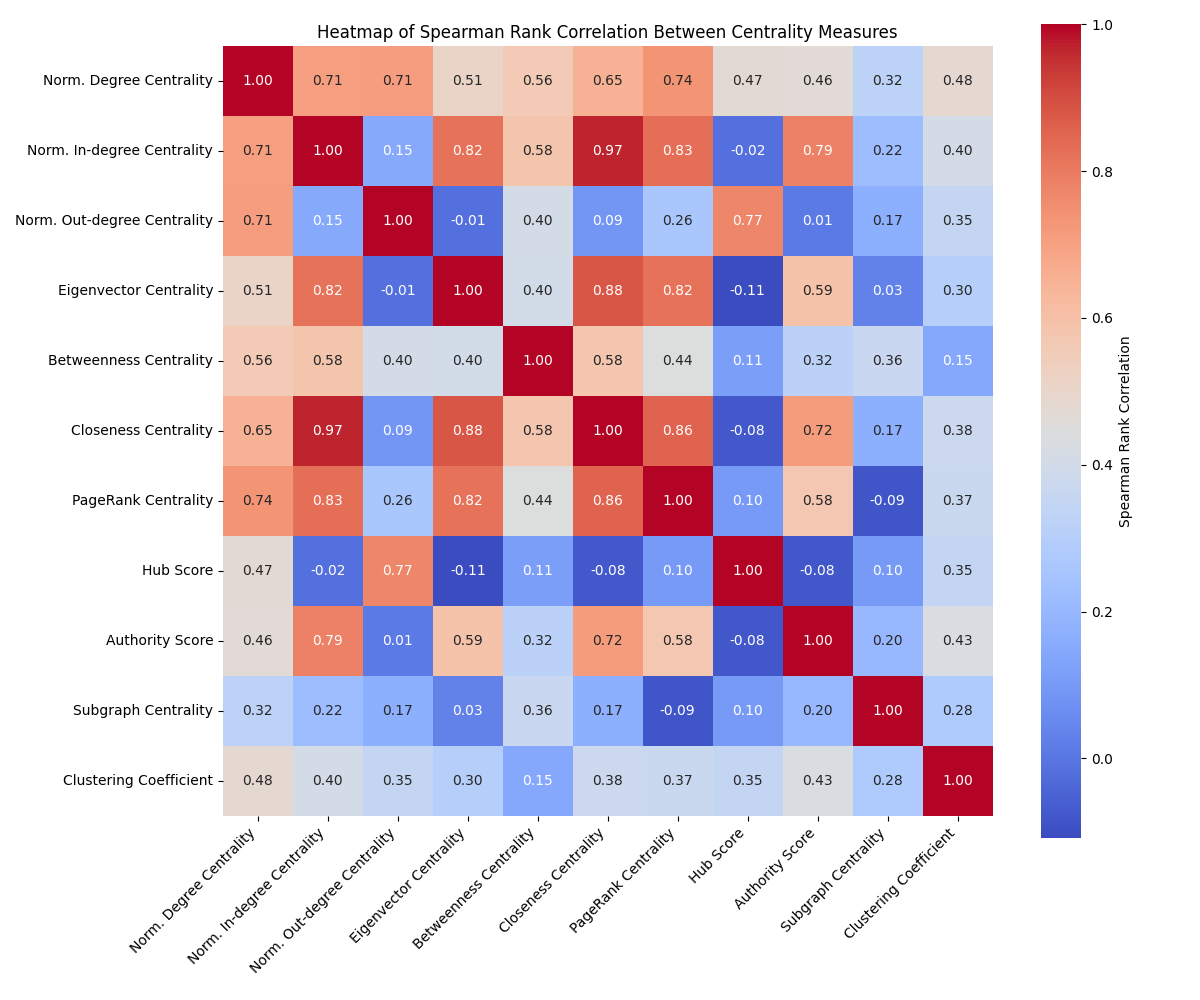 Heatmap of Spearman Rank Correlation Between Centrality Measures
Norm. Degree Centrality 1.00 0.71 0.71 0.51 0.56 0.65 0.74 0.47 0.46 0.32 0.48
Norm. In-degree Centrality 0.71 1.00 0.15 0.82 0.58 0.97 0.83 -0.02 0.79 0.22 0.40
Norm. Out-degree Centrality 0.71 0.15 1.00 -0.01 0.40 0.09 0.26 0.77 0.01 0.17 0.35
Eigenvector Centrality 0.51 0.82 -0.01 1.00 0.40 0.88 0.82 -0.11 0.59 0.03 0.30
Betweenness Centrality 0.56 0.58 0.40 0.40 1.00 0.58 0.44 0.11 0.32 0.36 0.15
Closeness Centrality 0.65 0.97 0.09 0.88 0.58 1.00 0.86 -0.08 0.72 0.17 0.38
PageRank Centrality 0.74 0.83 0.26 0.82 0.44 0.86 1.00 0.10 0.58 -0.09 0.37
Hub Score 0.47 -0.02 0.77 -0.11 0.11 -0.08 0.10 1.00 -0.08 0.10 0.35
Authority Score 0.46 0.79 0.01 0.59 0.32 0.72 0.58 -0.08 1.00 0.20 0.43
Subgraph Centrality 0.32 0.22 0.17 0.03 0.36 0.17 -0.09 0.10 0.20 1.00 0.28
Clustering Coefficient 0.48 0.40 0.35 0.30 0.15 0.38 0.37 0.35 0.43 0.28 1.00
Norm. Degree Centrality
Norm. In-degree Centrality
Norm. Out-degree Centrality
Eigenvector Centrality
Betweenness Centrality
Closeness Centrality
PageRank Centrality
Hub Score
Authority Score
Subgraph Centrality
Clustering Coefficient
1.0
0.8
0.6
0.4
0.2
0.0
Spearman Rank Correlation